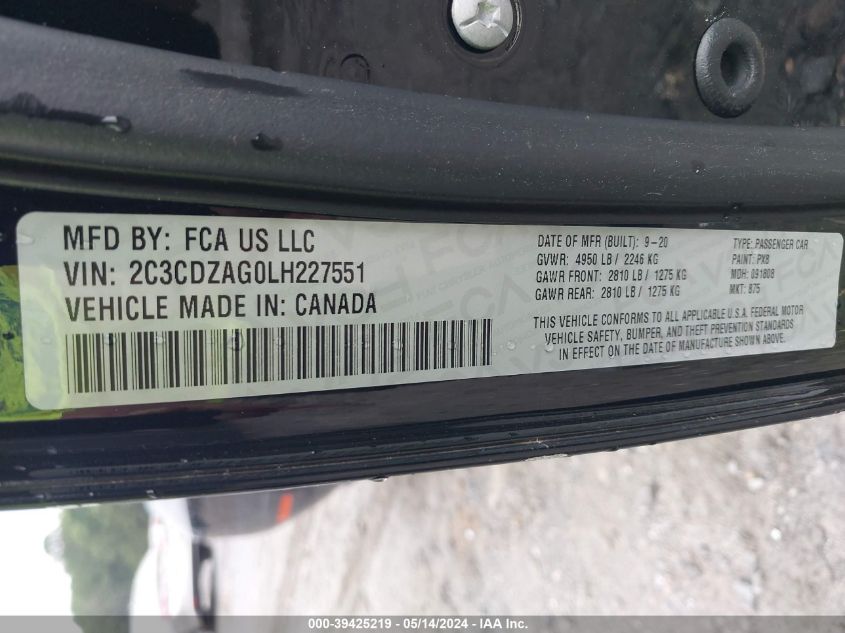 MFD BY: FCA US LLC
VIN: 2C3CDZAG0LH227551
VEHICLE MADE IN: CANADA
DATE OF MFR (BUILT): 9-20
GVWR: 4950 LB / 2246 KG
GAWR FRONT: 2810 LB / 1275 KG
GAWR REAR: 2810 LB / 1275 KG
TYPE: PASSENGER CAR
PAINT: PX8
MDH: 091808
MKT: 875
THIS VEHICLE CONFORMS TO ALL APPLICABLE U.S.A. FEDERAL MOTOR
VEHICLE SAFETY, BUMPER, AND THEFT PREVENTION STANDARDS
IN EFFECT ON THE DATE OF MANUFACTURE SHOWN ABOVE.
000-39425219 - 05/14/2024 - IAA Inc.